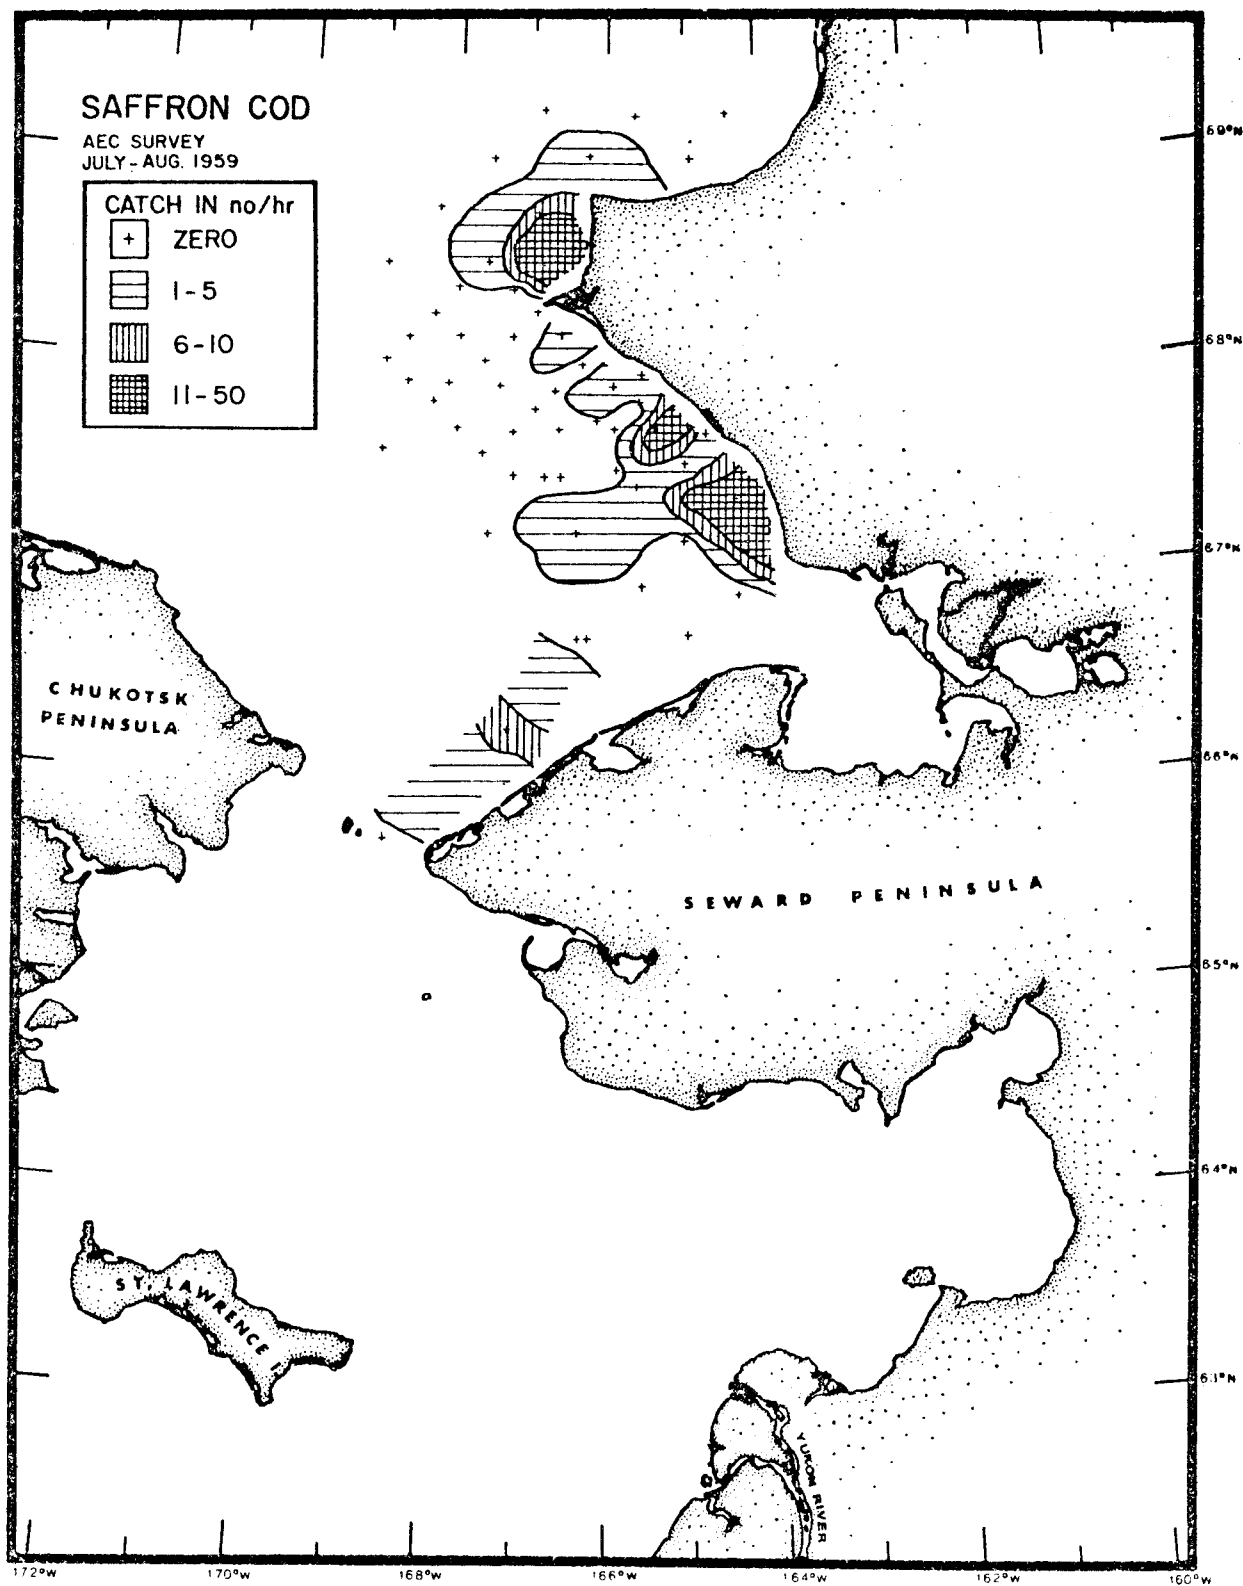 SAFFRON COD
AEC SURVEY
JULY-AUG. 1959
CATCH IN no/hr
+ ZERO
1-5
6-10
11-50
69°N
68°N
67°N
CHUKOTSK
PENINSULA
66°N
SEWARD PENINSULA
65°N
64°N
ST. LAWRENCE I.
63°N
YUKON RIVER
172°W 170°W 168°W 166°W 164°W 162°W 160°W